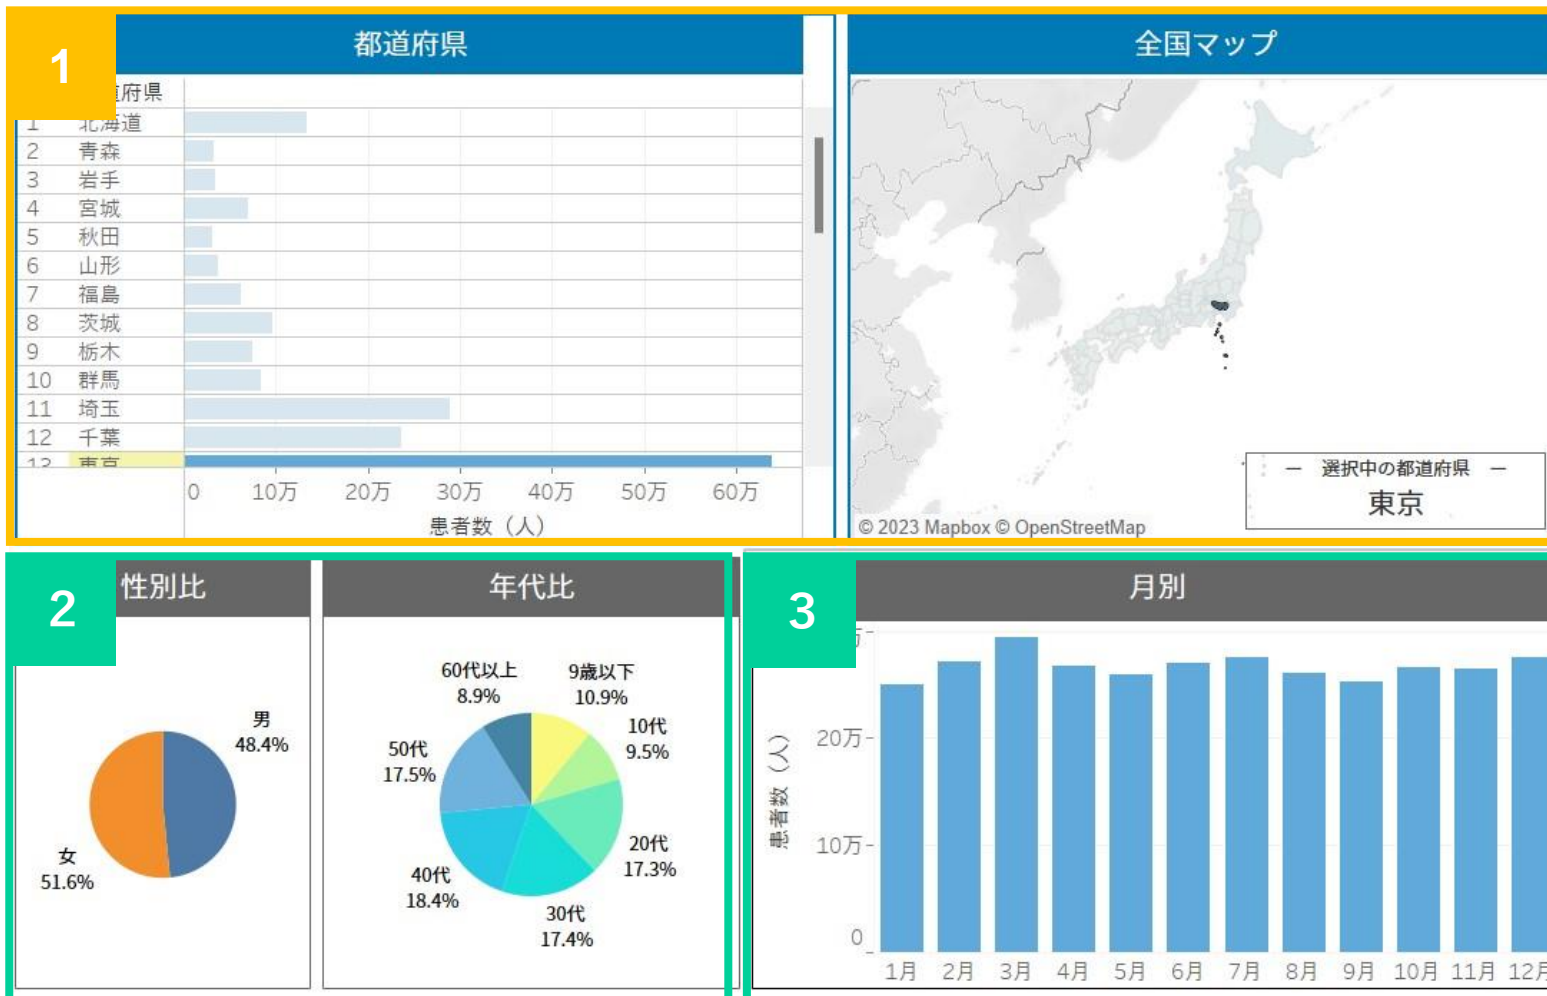 1
都道府県
全国マップ
府県
1 北海道
2 青森
3 岩手
4 宮城
5 秋田
6 山形
7 福島
8 茨城
9 栃木
10 群馬
11 埼玉
12 千葉
13 東京
0 10万 20万 30万 40万 50万 60万
患者数（人）
— 選択中の都道府県 —
東京
© 2023 Mapbox © OpenStreetMap
2
性別比
年代比
男
48.4%
女
51.6%
60代以上
8.9%
9歳以下
10.9%
10代
9.5%
50代
17.5%
20代
17.3%
40代
18.4%
30代
17.4%
3
月別
患者数（人）
20万
10万
0
1月 2月 3月 4月 5月 6月 7月 8月 9月 10月 11月 12月